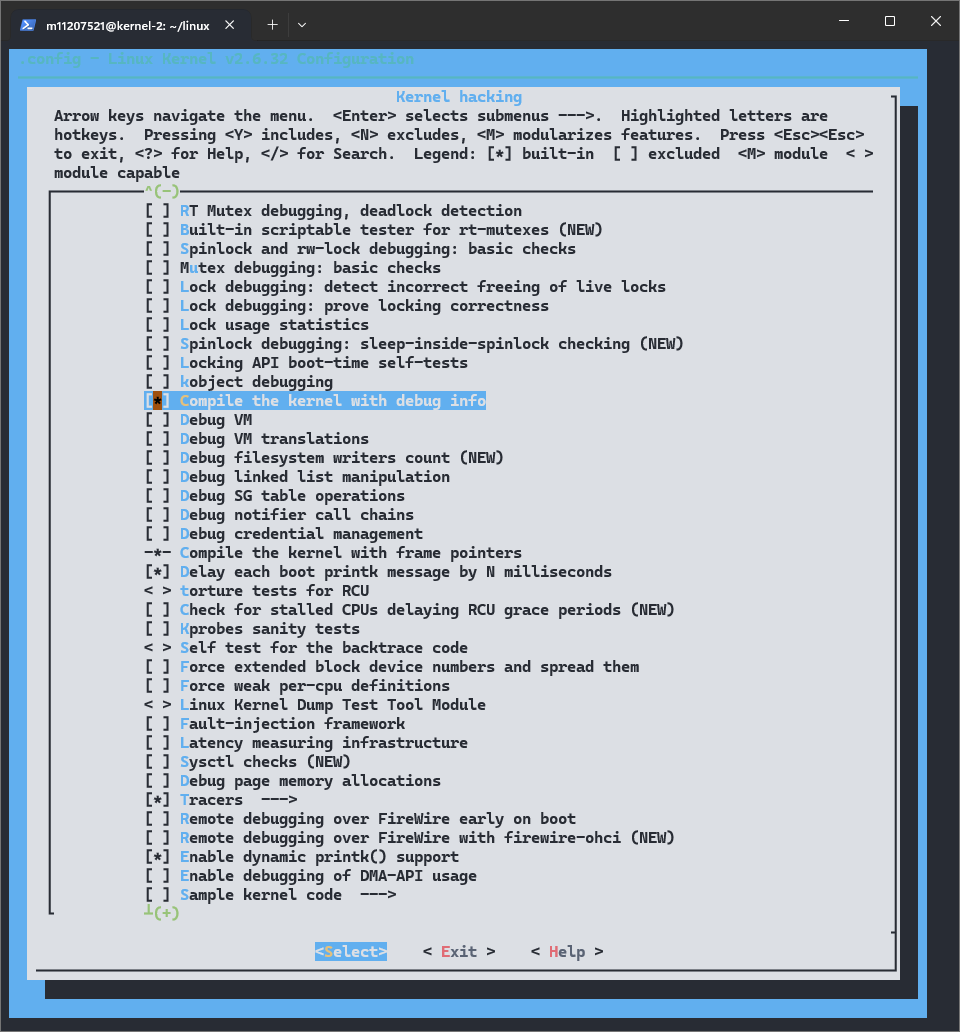 m11207521@kernel-2: ~/linux
.config - Linux Kernel v2.6.32 Configuration
Kernel hacking
Arrow keys navigate the menu.  <Enter> selects submenus --->.  Highlighted letters are
hotkeys.  Pressing <Y> includes, <N> excludes, <M> modularizes features.  Press <Esc><Esc>
to exit, <?> for Help, </> for Search.  Legend: [*] built-in  [ ] excluded  <M> module  < >
module capable
^(-)
[ ] RT Mutex debugging, deadlock detection
[ ] Built-in scriptable tester for rt-mutexes (NEW)
[ ] Spinlock and rw-lock debugging: basic checks
[ ] Mutex debugging: basic checks
[ ] Lock debugging: detect incorrect freeing of live locks
[ ] Lock debugging: prove locking correctness
[ ] Lock usage statistics
[ ] Spinlock debugging: sleep-inside-spinlock checking (NEW)
[ ] Locking API boot-time self-tests
[ ] kobject debugging
[*] Compile the kernel with debug info
[ ] Debug VM
[ ] Debug VM translations
[ ] Debug filesystem writers count (NEW)
[ ] Debug linked list manipulation
[ ] Debug SG table operations
[ ] Debug notifier call chains
[ ] Debug credential management
-*- Compile the kernel with frame pointers
[*] Delay each boot printk message by N milliseconds
< > torture tests for RCU
[ ] Check for stalled CPUs delaying RCU grace periods (NEW)
[ ] Kprobes sanity tests
< > Self test for the backtrace code
[ ] Force extended block device numbers and spread them
[ ] Force weak per-cpu definitions
< > Linux Kernel Dump Test Tool Module
[ ] Fault-injection framework
[ ] Latency measuring infrastructure
[ ] Sysctl checks (NEW)
[ ] Debug page memory allocations
[*] Tracers  --->
[ ] Remote debugging over FireWire early on boot
[ ] Remote debugging over FireWire with firewire-ohci (NEW)
[*] Enable dynamic printk() support
[ ] Enable debugging of DMA-API usage
[ ] Sample kernel code  --->
┴(+)
<Select>    < Exit >    < Help >